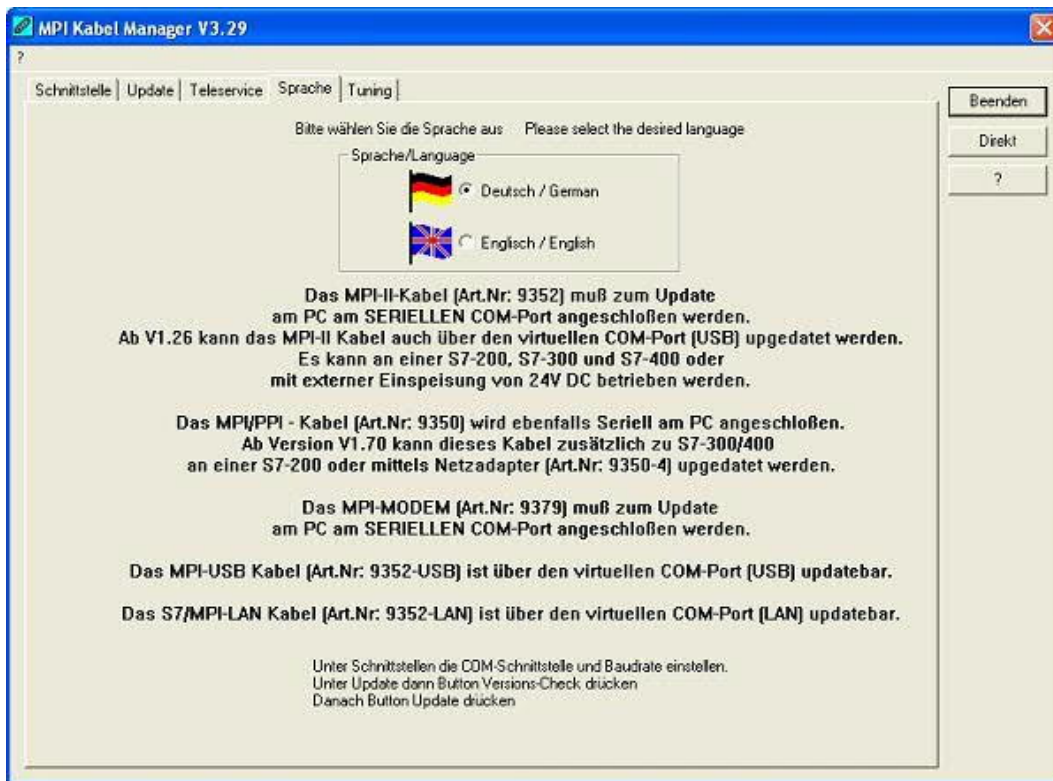 MPI Kabel Manager V3.29
?
Schnittstelle Update Teleservice Sprache Tuning
Beenden
Direkt
?
Bitte wählen Sie die Sprache aus Please select the desired language
Sprache/Language
Deutsch / German
Englisch / English
Das MPI-II-Kabel (Art.Nr: 9352) muß zum Update
am PC am SERIELLEN COM-Port angeschloßen werden.
Ab V1.26 kann das MPI-II Kabel auch über den virtuellen COM-Port (USB) upgedatet werden.
Es kann an einer S7-200, S7-300 und S7-400 oder
mit externer Einspeisung von 24V DC betrieben werden.
Das MPI/PPI - Kabel (Art.Nr: 9350) wird ebenfalls Seriell am PC angeschloßen.
Ab Version V1.70 kann dieses Kabel zusätzlich zu S7-300/400
an einer S7-200 oder mittels Netzadapter (Art.Nr: 9350-4) upgedatet werden.
Das MPI-MODEM (Art.Nr: 9379) muß zum Update
am PC am SERIELLEN COM-Port angeschloßen werden.
Das MPI-USB Kabel (Art.Nr: 9352-USB) ist über den virtuellen COM-Port (USB) updatebar.
Das S7/MPI-LAN Kabel (Art.Nr: 9352-LAN) ist über den virtuellen COM-Port (LAN) updatebar.
Unter Schnittstellen die COM-Schnittstelle und Baudrate einstellen.
Unter Update dann Button Versions-Check drücken
Danach Button Update drücken